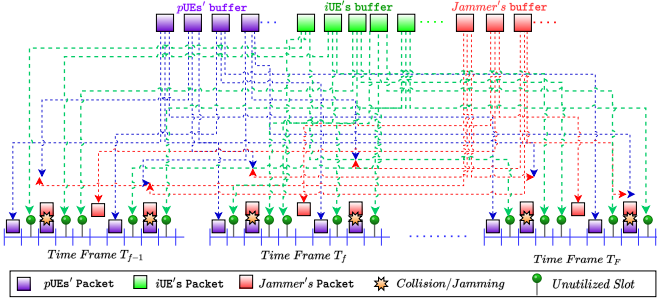 pUEs' buffer iUE's buffer Jammer's buffer
Time Frame T_{f-1} Time Frame T_f Time Frame T_F
pUEs' Packet iUE's Packet Jammer's Packet Collision/Jamming Unutilized Slot